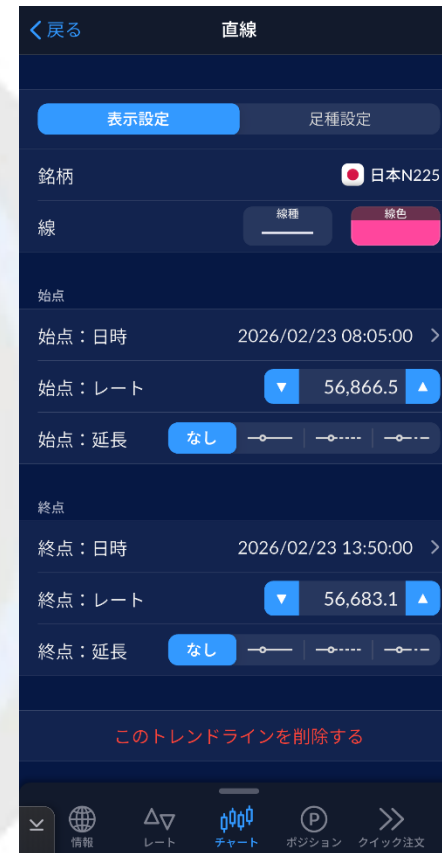 戻る
直線
表示設定 足種設定
銘柄 日本N225
線 線種 線色
始点
始点：日時 2026/02/23 08:05:00
始点：レート ▼ 56,866.5 ▲
始点：延長 なし
終点
終点：日時 2026/02/23 13:50:00
終点：レート ▼ 56,683.1 ▲
終点：延長 なし
このトレンドラインを削除する
情報 レート チャート ポジション クイック注文